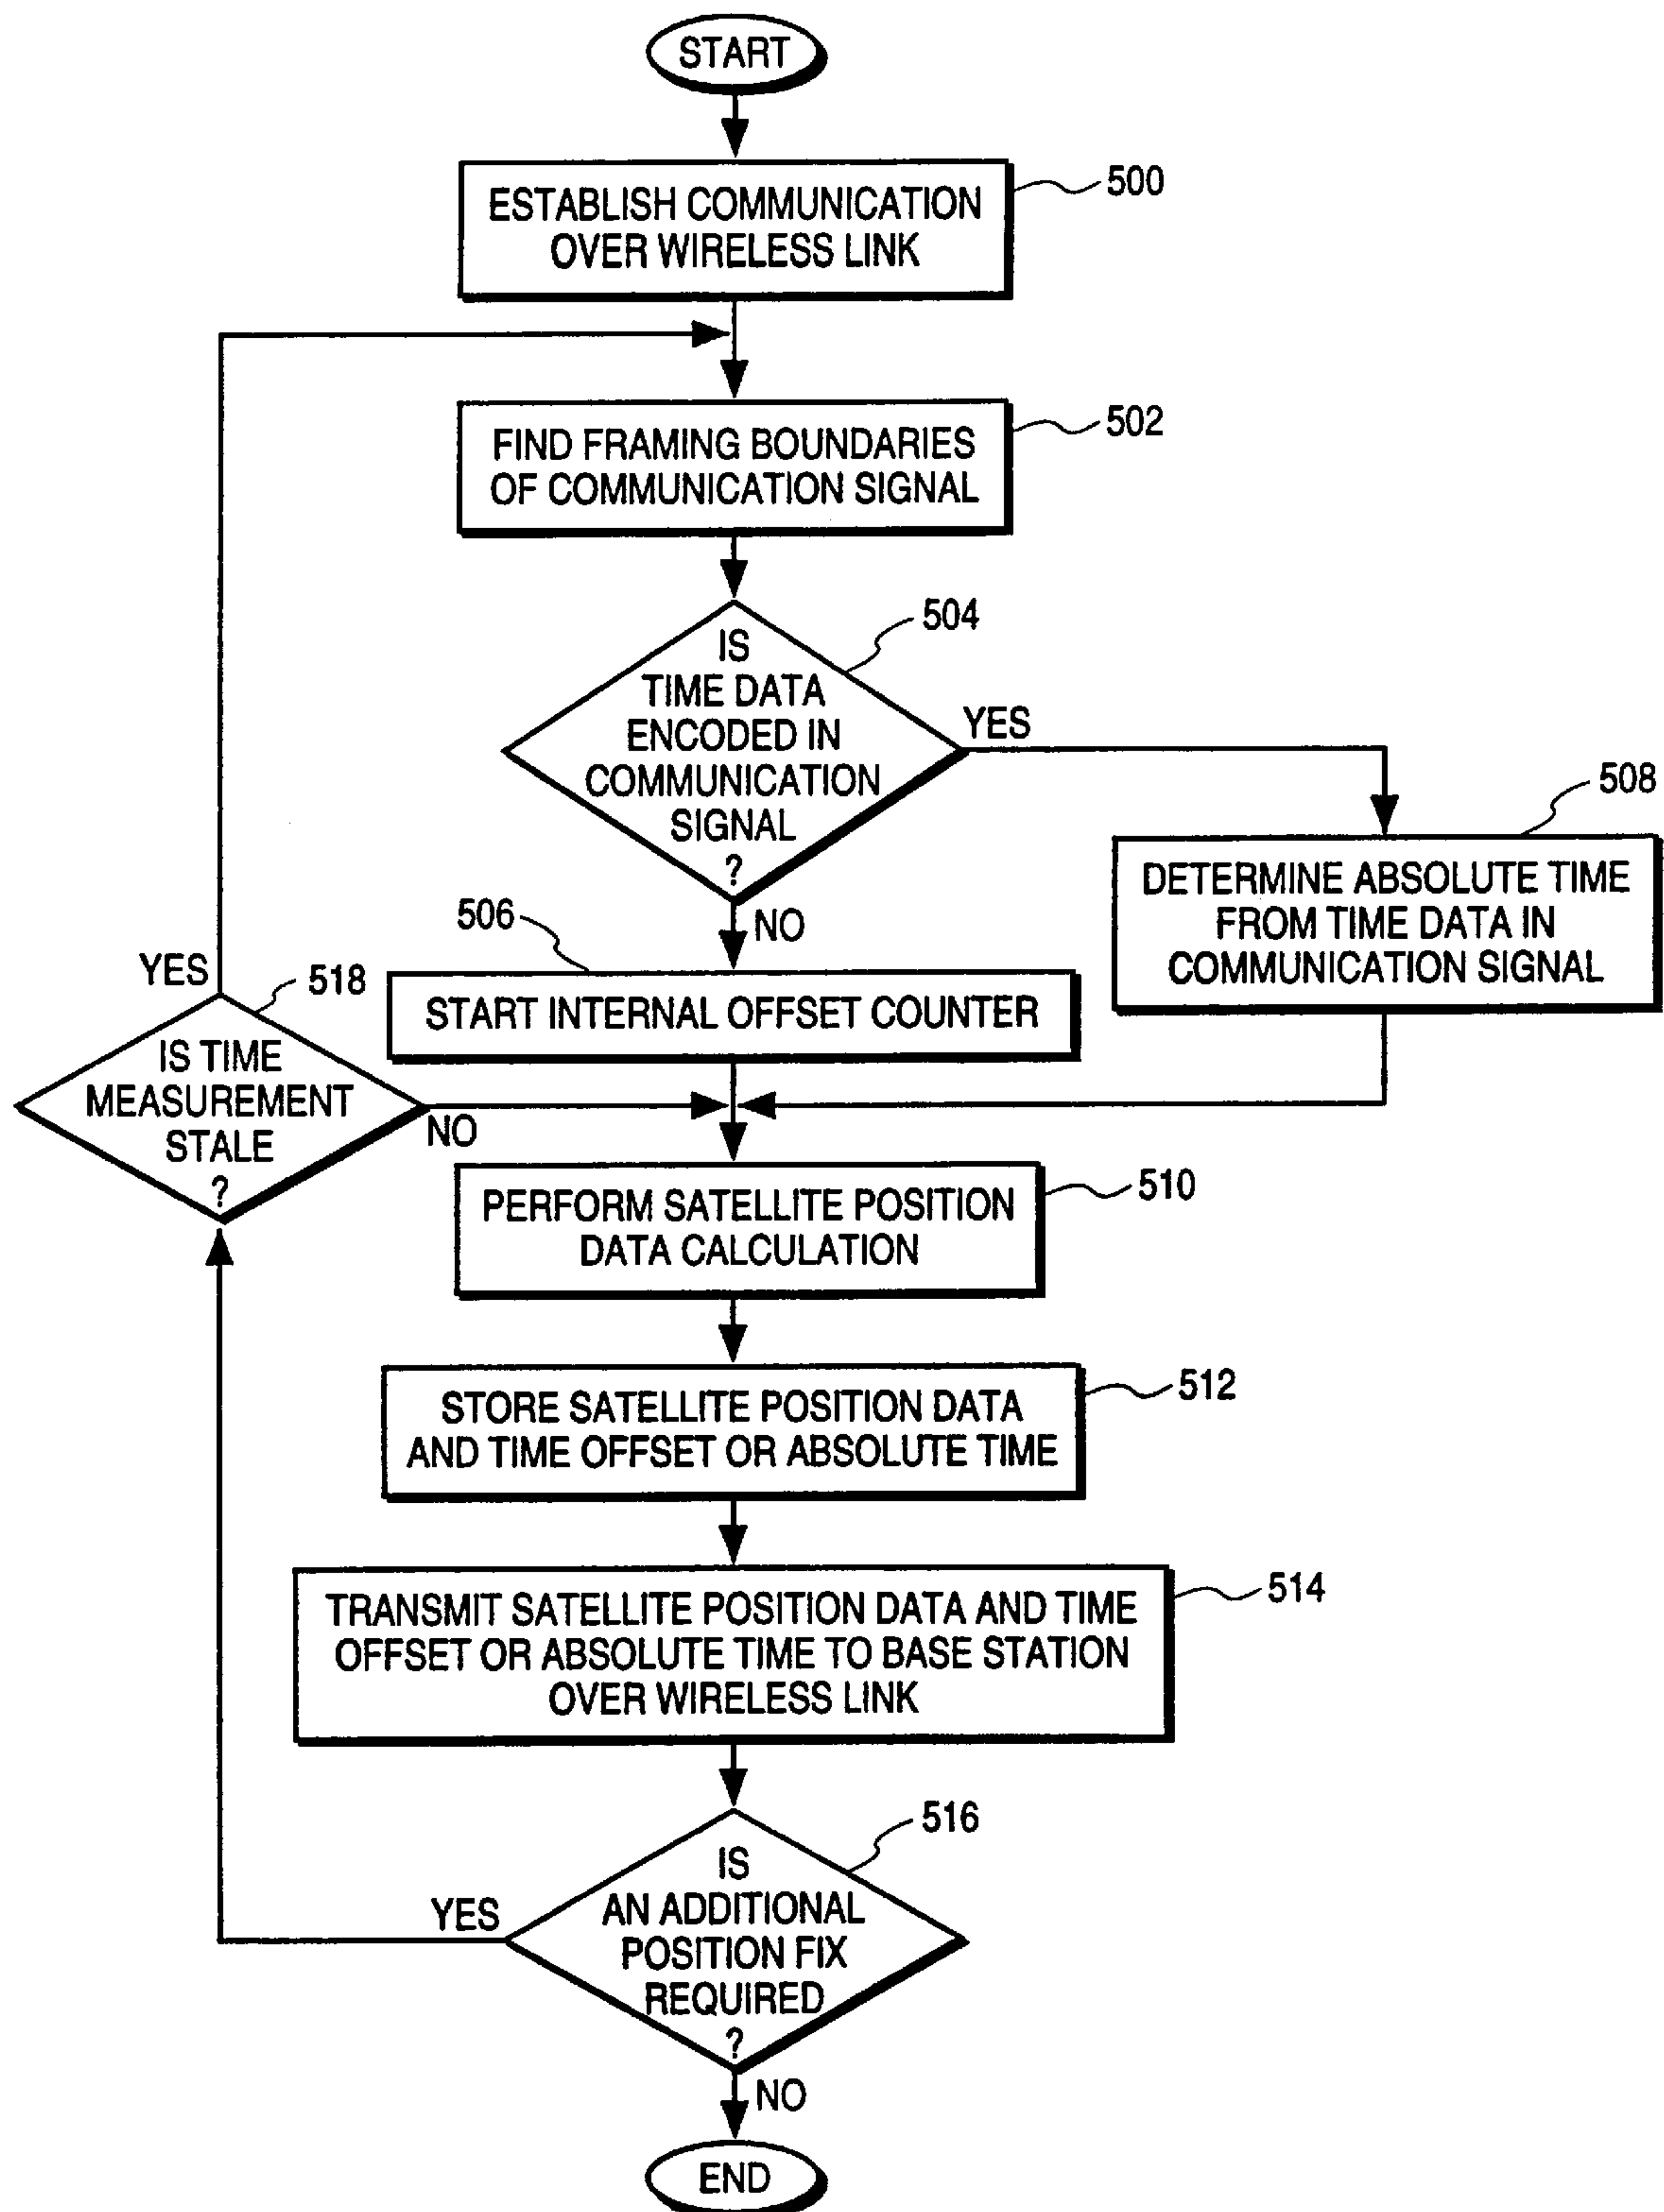 START
ESTABLISH COMMUNICATION
OVER WIRELESS LINK
500
FIND FRAMING BOUNDARIES
OF COMMUNICATION SIGNAL
502
IS
TIME DATA
ENCODED IN
COMMUNICATION
SIGNAL
?
504
YES
NO
508
DETERMINE ABSOLUTE TIME
FROM TIME DATA IN
COMMUNICATION SIGNAL
506
START INTERNAL OFFSET COUNTER
YES
518
IS TIME
MEASUREMENT
STALE
?
NO
PERFORM SATELLITE POSITION
DATA CALCULATION
510
STORE SATELLITE POSITION DATA
AND TIME OFFSET OR ABSOLUTE TIME
512
TRANSMIT SATELLITE POSITION DATA AND TIME
OFFSET OR ABSOLUTE TIME TO BASE STATION
OVER WIRELESS LINK
514
IS
AN ADDITIONAL
POSITION FIX
REQUIRED
?
516
YES
NO
END